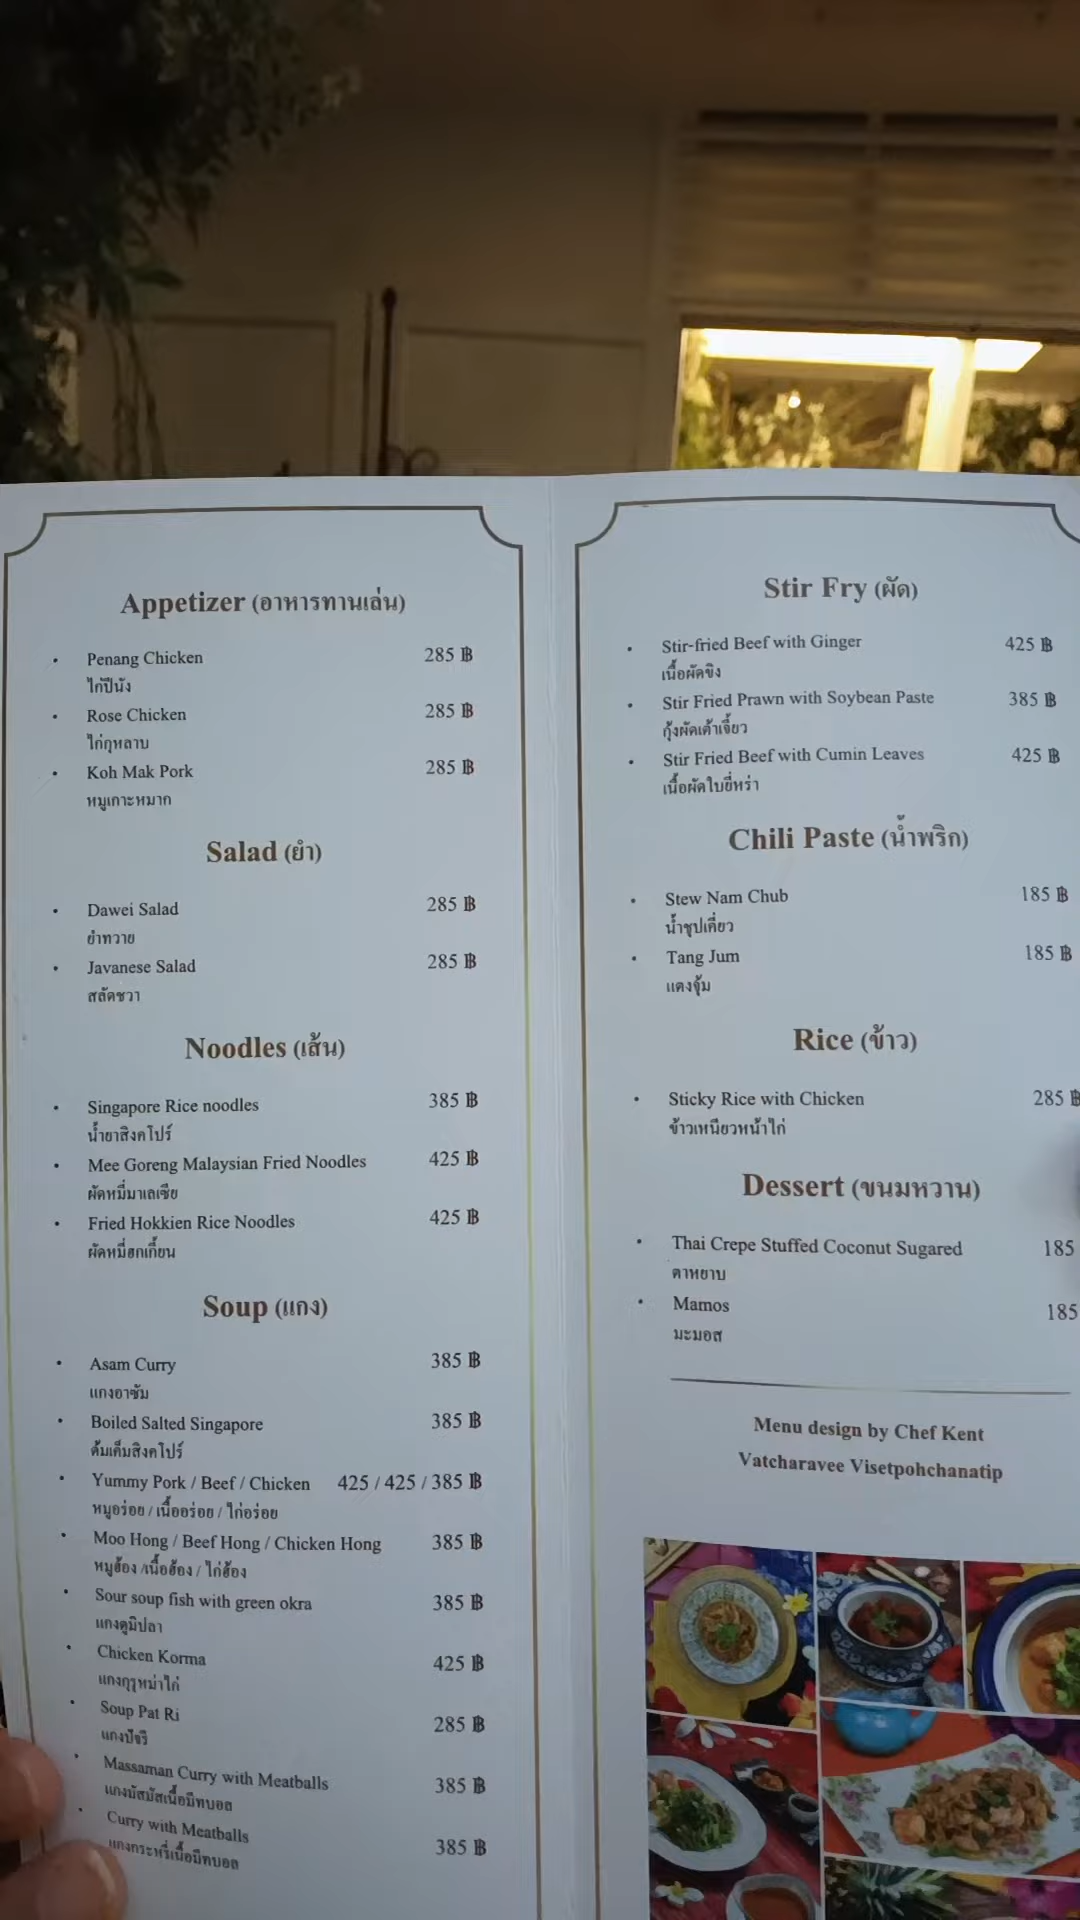 Appetizer (อาหารทานเล่น)
Penang Chicken 285 ฿
ไก่ปีนัง
Rose Chicken 285 ฿
ไก่กุหลาบ
Koh Mak Pork 285 ฿
หมูเกาะหมาก
Salad (ยำ)
Dawei Salad 285 ฿
ยำทวาย
Javanese Salad 285 ฿
สลัดชวา
Noodles (เส้น)
Singapore Rice noodles 385 ฿
น้ำยาสิงคโปร์
Mee Goreng Malaysian Fried Noodles 425 ฿
ผัดหมี่มาเลเซีย
Fried Hokkien Rice Noodles 425 ฿
ผัดหมี่ฮกเกี้ยน
Soup (แกง)
Asam Curry 385 ฿
แกงอาซัม
Boiled Salted Singapore 385 ฿
ต้มเค็มสิงคโปร์
Yummy Pork / Beef / Chicken 425 / 425 / 385 ฿
หมูอร่อย / เนื้ออร่อย / ไก่อร่อย
Moo Hong / Beef Hong / Chicken Hong 385 ฿
หมูฮ้อง /เนื้อฮ้อง / ไก่ฮ้อง
Sour soup fish with green okra 385 ฿
แกงตูมิปลา
Chicken Korma 425 ฿
แกงกุรุหม่าไก่
Soup Pat Ri 285 ฿
แกงปัจรี
Massaman Curry with Meatballs 385 ฿
แกงมัสมัสเนื้อมีทบอล
Curry with Meatballs 385 ฿
แกงกระหรี่เนื้อมีทบอล
Stir Fry (ผัด)
Stir-fried Beef with Ginger 425 ฿
เนื้อผัดขิง
Stir Fried Prawn with Soybean Paste 385 ฿
กุ้งผัดเต้าเจี้ยว
Stir Fried Beef with Cumin Leaves 425 ฿
เนื้อผัดใบยี่หร่า
Chili Paste (น้ำพริก)
Stew Nam Chub 185 ฿
น้ำชุปเคี่ยว
Tang Jum 185 ฿
แตงจุ้ม
Rice (ข้าว)
Sticky Rice with Chicken 285 ฿
ข้าวเหนียวหน้าไก่
Dessert (ขนมหวาน)
Thai Crepe Stuffed Coconut Sugared 185
ตาหยาบ
Mamos 185
มะมอส
Menu design by Chef Kent
Vatcharavee Visetpohchanatip